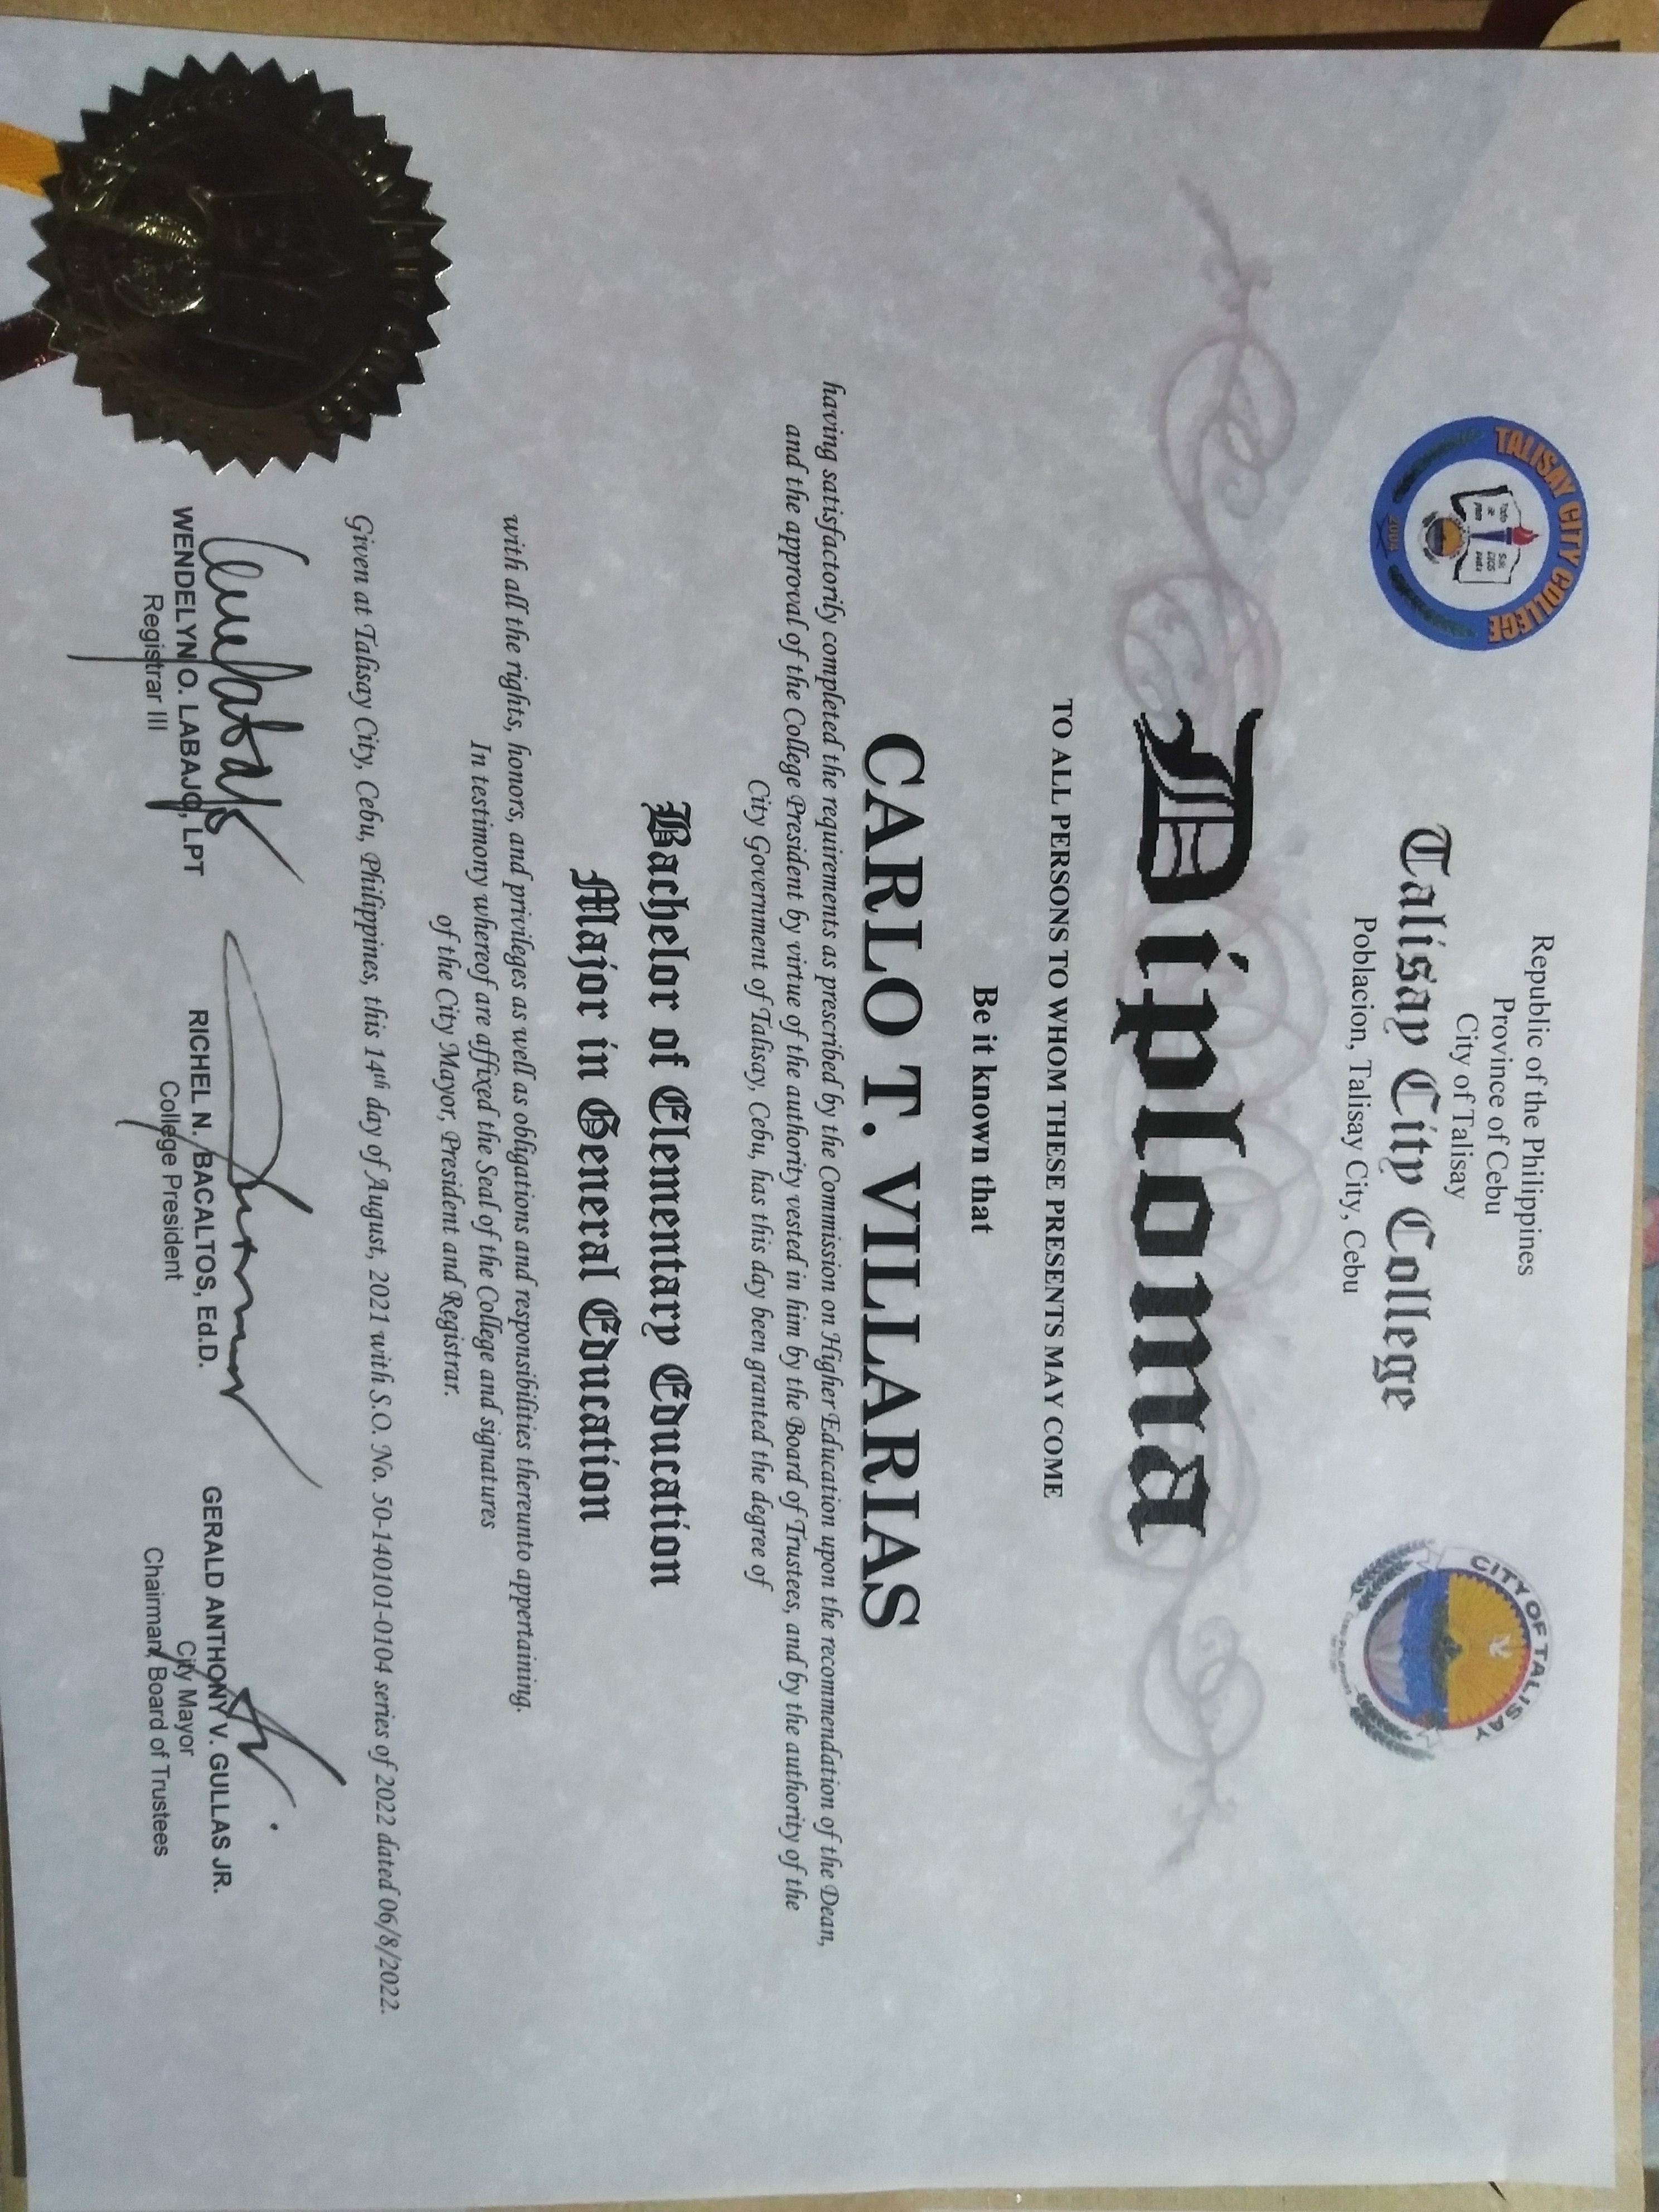 Republic of the Philippines
Province of Cebu
City of Talisay
Talisay City College
Poblacion, Talisay City, Cebu
TALISAY CITY COLLEGE
2004
CITY OF TALISAY
Diploma
TO ALL PERSONS TO WHOM THESE PRESENTS MAY COME
Be it known that
CARLO T. VILLARIAS
having satisfactorily completed the requirements as prescribed by the Commission on Higher Education upon the recommendation of the Dean,
and the approval of the College President by virtue of the authority vested in him by the Board of Trustees, and by the authority of the
City Government of Talisay, Cebu, has this day been granted the degree of
Bachelor of Elementary Education
Major in General Education
with all the rights, honors, and privileges as well as obligations and responsibilities thereunto appertaining.
In testimony whereof are affixed the Seal of the College and signatures
of the City Mayor, President and Registrar.
Given at Talisay City, Cebu, Philippines, this 14th day of August, 2021 with S.O. No. 50-140101-0104 series of 2022 dated 06/8/2022.
WENDELYN O. LABAJO, LPT
Registrar III
RICHEL N. BACALTOS, Ed.D.
College President
GERALD ANTHONY V. GULLAS JR.
City Mayor
Chairman, Board of Trustees